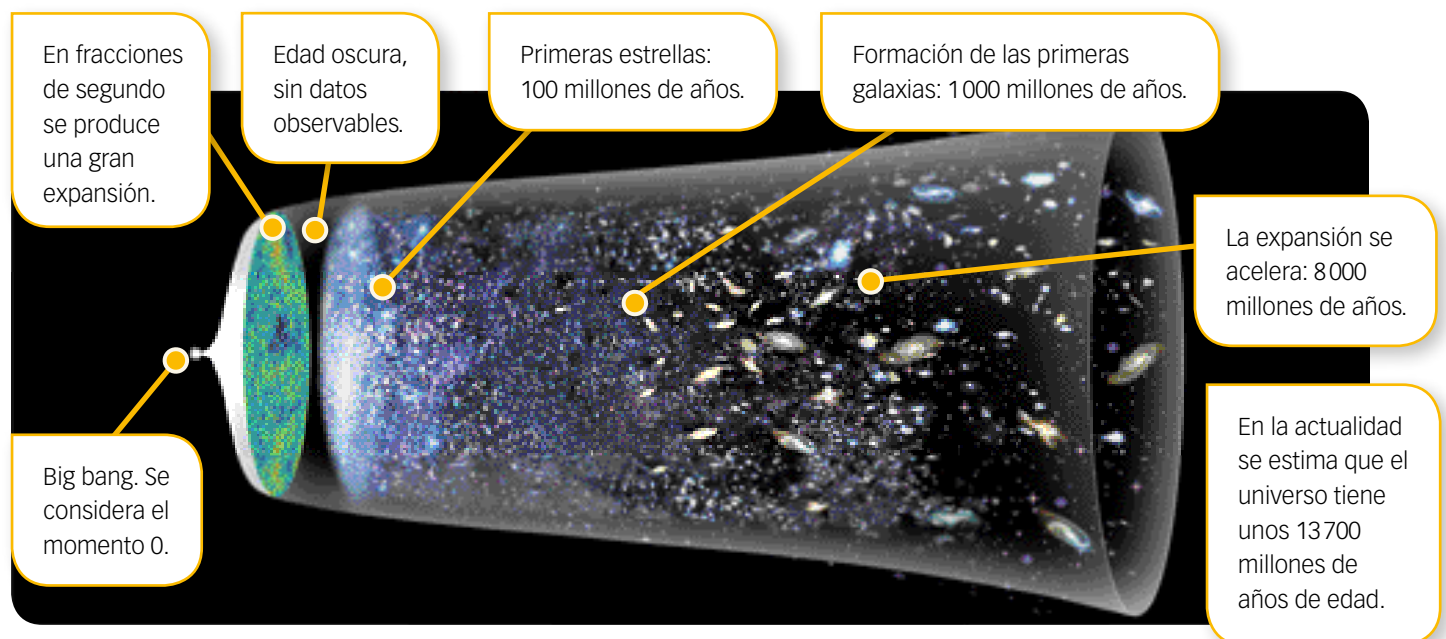 En fracciones
de segundo
se produce
una gran
expansión.
Edad oscura,
sin datos
observables.
Primeras estrellas:
100 millones de años.
Formación de las primeras
galaxias: 1000 millones de años.
La expansión se
acelera: 8000
millones de años.
Big bang. Se
considera el
momento 0.
En la actualidad
se estima que el
universo tiene
unos 13700
millones de
años de edad.